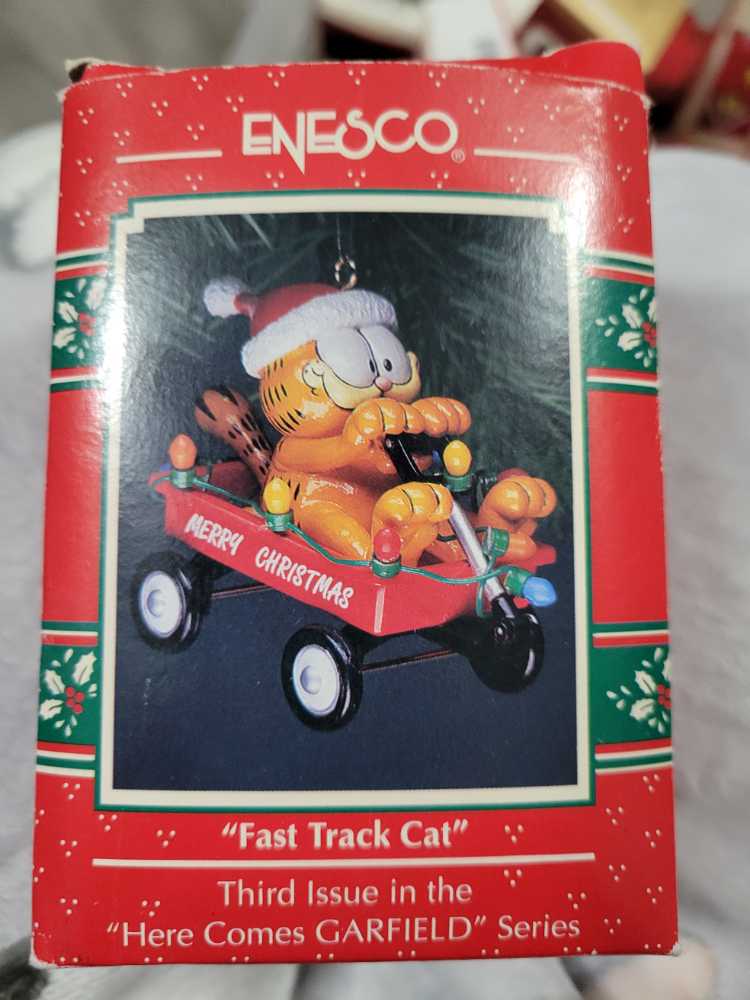 ENESCO®
MERRY CHRISTMAS
"Fast Track Cat"
Third Issue in the
"Here Comes GARFIELD" Series